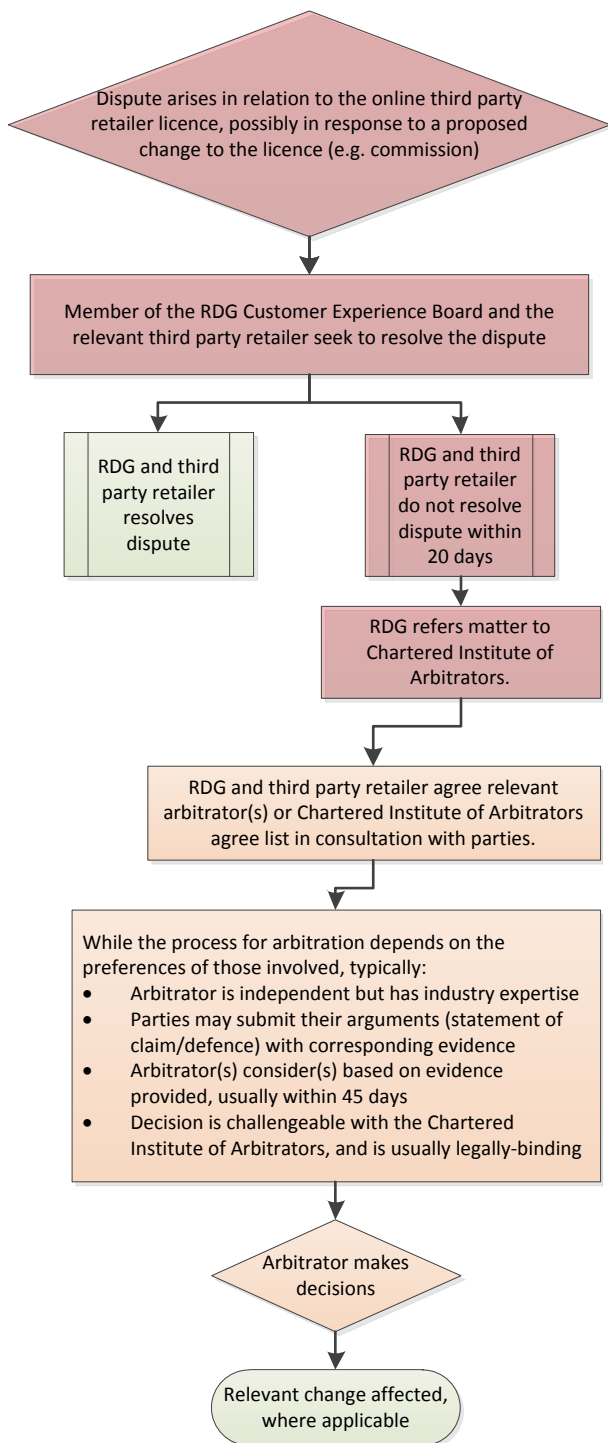 Dispute arises in relation to the online third party
retailer licence, possibly in response to a proposed
change to the licence (e.g. commission)
Member of the RDG Customer Experience Board and the
relevant third party retailer seek to resolve the dispute
RDG and third
party retailer
resolves
dispute
RDG and third
party retailer
do not resolve
dispute within
20 days
RDG refers matter to
Chartered Institute of
Arbitrators.
RDG and third party retailer agree relevant
arbitrator(s) or Chartered Institute of Arbitrators
agree list in consultation with parties.
While the process for arbitration depends on the
preferences of those involved, typically:
• Arbitrator is independent but has industry expertise
• Parties may submit their arguments (statement of
claim/defence) with corresponding evidence
• Arbitrator(s) consider(s) based on evidence
provided, usually within 45 days
• Decision is challengeable with the Chartered
Institute of Arbitrators, and is usually legally-binding
Arbitrator makes
decisions
Relevant change affected,
where applicable